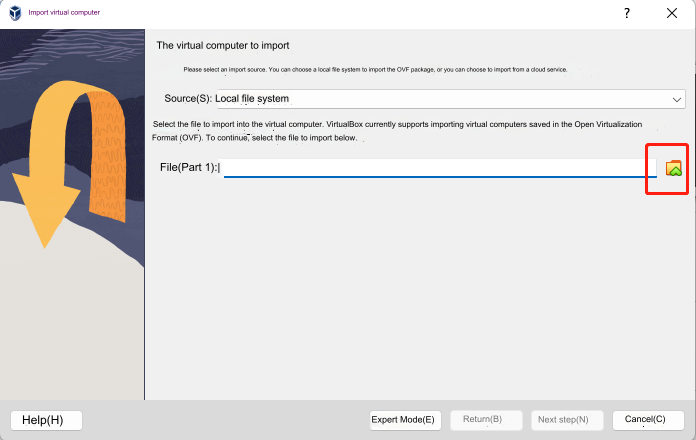 Import virtual computer
?
The virtual computer to import
Please select an import source. You can choose a local file system to import the OVF package, or you can choose to import from a cloud service.
Source(S): Local file system
Select the file to import into the virtual computer. VirtualBox currently supports importing virtual computers saved in the Open Virtualization
Format (OVF). To continue, select the file to import below.
File(Part 1):
Help(H)
Expert Mode(E)
Return(B)
Next step(N)
Cancel(C)